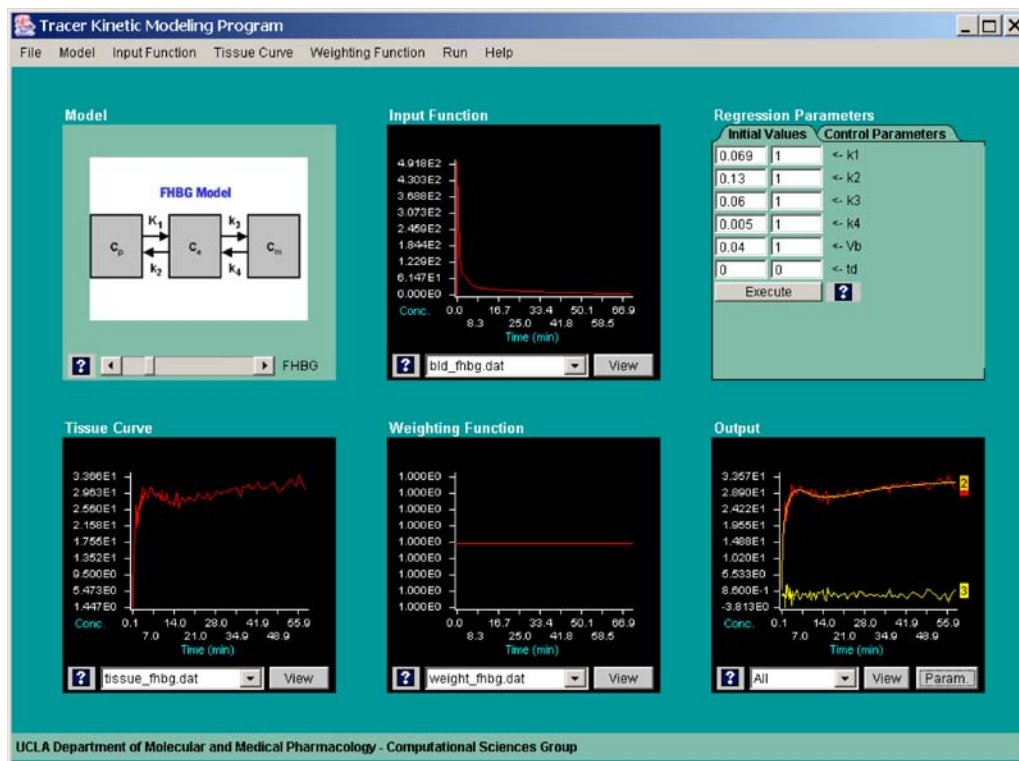 Tracer Kinetic Modeling Program
File Model Input Function Tissue Curve Weighting Function Run Help
Model
FHBG Model
K1 k3
Cp Ce Cm
k2 k4
? FHBG
Input Function
4.918E2
4.303E2
3.688E2
3.073E2
2.459E2
1.844E2
1.229E2
6.147E1
0.000E0
Conc. 0.0 16.7 33.4 50.1 66.9
8.3 25.0 41.8 58.5
Time (min)
? bld_fhbg.dat View
Regression Parameters
Initial Values Control Parameters
0.069 1 <- k1
0.13 1 <- k2
0.06 1 <- k3
0.005 1 <- k4
0.04 1 <- Vb
0 0 <- td
Execute ?
Tissue Curve
3.366E1
2.963E1
2.560E1
2.158E1
1.755E1
1.352E1
9.500E0
5.473E0
1.447E0
Conc. 0.1 14.0 28.0 41.9 55.9
7.0 21.0 34.9 48.9
Time (min)
? tissue_fhbg.dat View
Weighting Function
1.000E0
1.000E0
1.000E0
1.000E0
1.000E0
1.000E0
1.000E0
1.000E0
1.000E0
Conc. 0.0 16.7 33.4 50.1 66.9
8.3 25.0 41.8 58.5
Time (min)
? weight_fhbg.dat View
Output
3.357E1 2
2.890E1
2.422E1
1.955E1
1.488E1
1.020E1
5.533E0
8.600E-1 3
-3.813E0
Conc. 0.1 14.0 28.0 41.9 55.9
7.0 21.0 34.9 48.9
Time (min)
? All View Param.
UCLA Department of Molecular and Medical Pharmacology - Computational Sciences Group